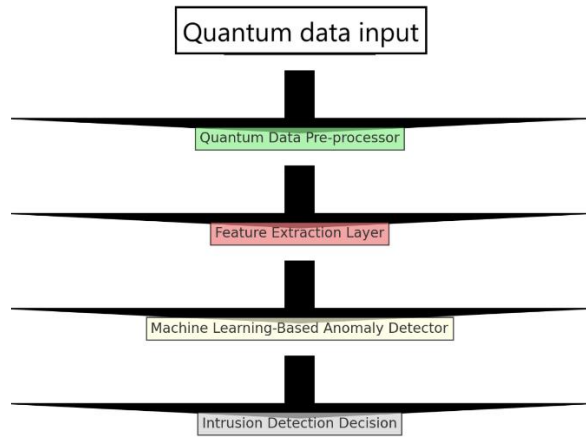 Quantum data input
Quantum Data Pre-processor
Feature Extraction Layer
Machine Learning-Based Anomaly Detector
Intrusion Detection Decision